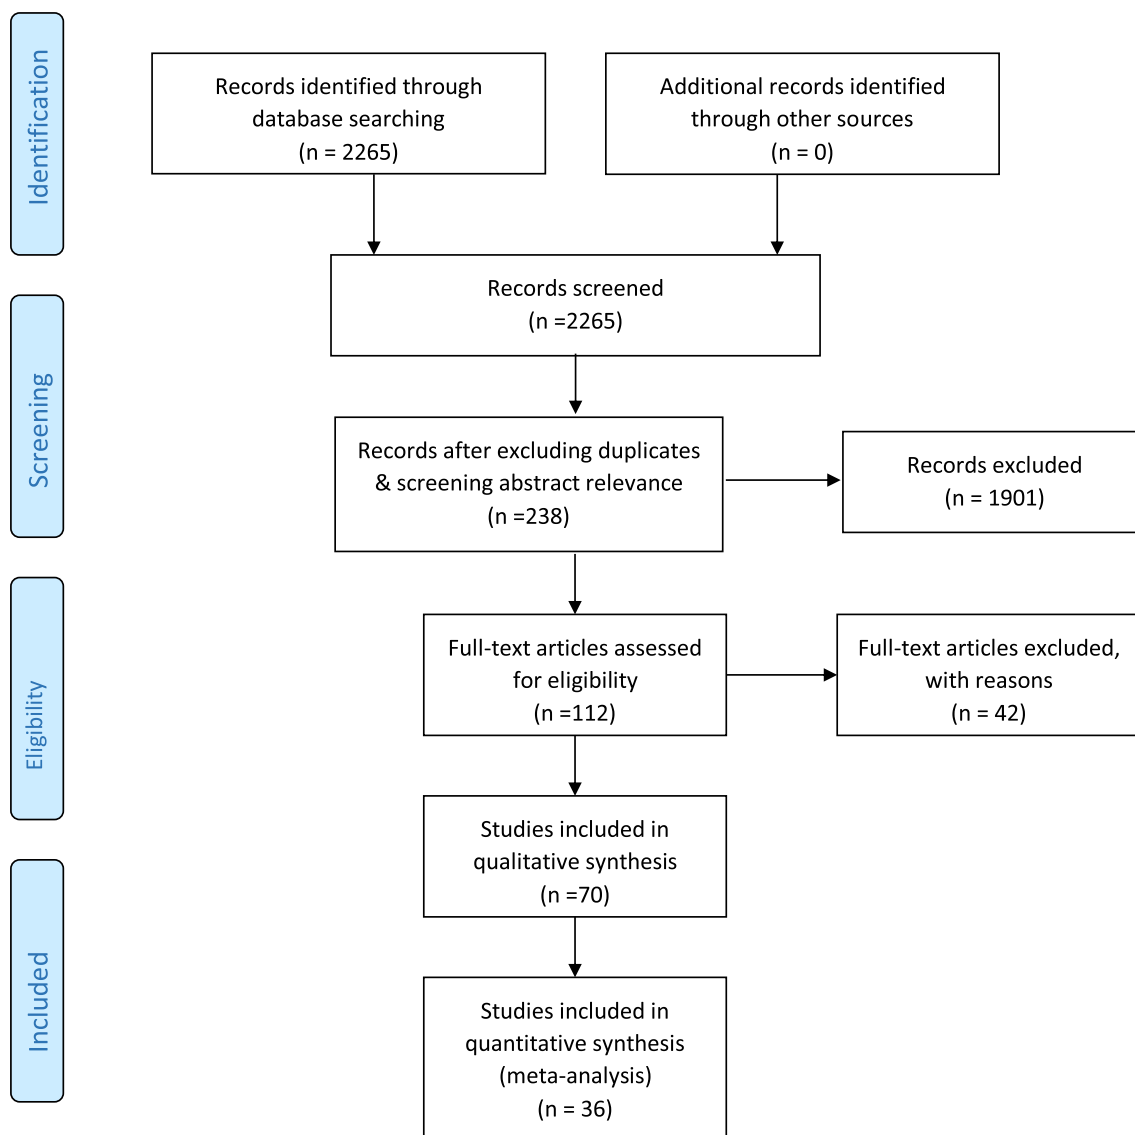 Identification
Records identified through
database searching
(n = 2265)
Additional records identified
through other sources
(n = 0)
Records screened
(n =2265)
Screening
Records after excluding duplicates
& screening abstract relevance
(n =238)
Records excluded
(n = 1901)
Eligibility
Full-text articles assessed
for eligibility
(n =112)
Full-text articles excluded,
with reasons
(n = 42)
Studies included in
qualitative synthesis
(n =70)
Included
Studies included in
quantitative synthesis
(meta-analysis)
(n = 36)